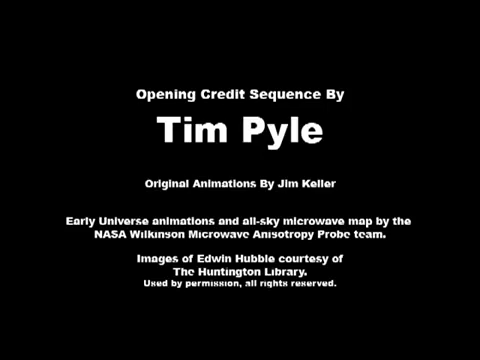 Opening Credit Sequence By
Tim Pyle
Original Animations By Jim Keller
Early Universe animations and all-sky microwave map by the
NASA Wilkinson Microwave Anisotropy Probe team.
Images of Edwin Hubble courtesy of
The Huntington Library.
Used by permission, all rights reserved.